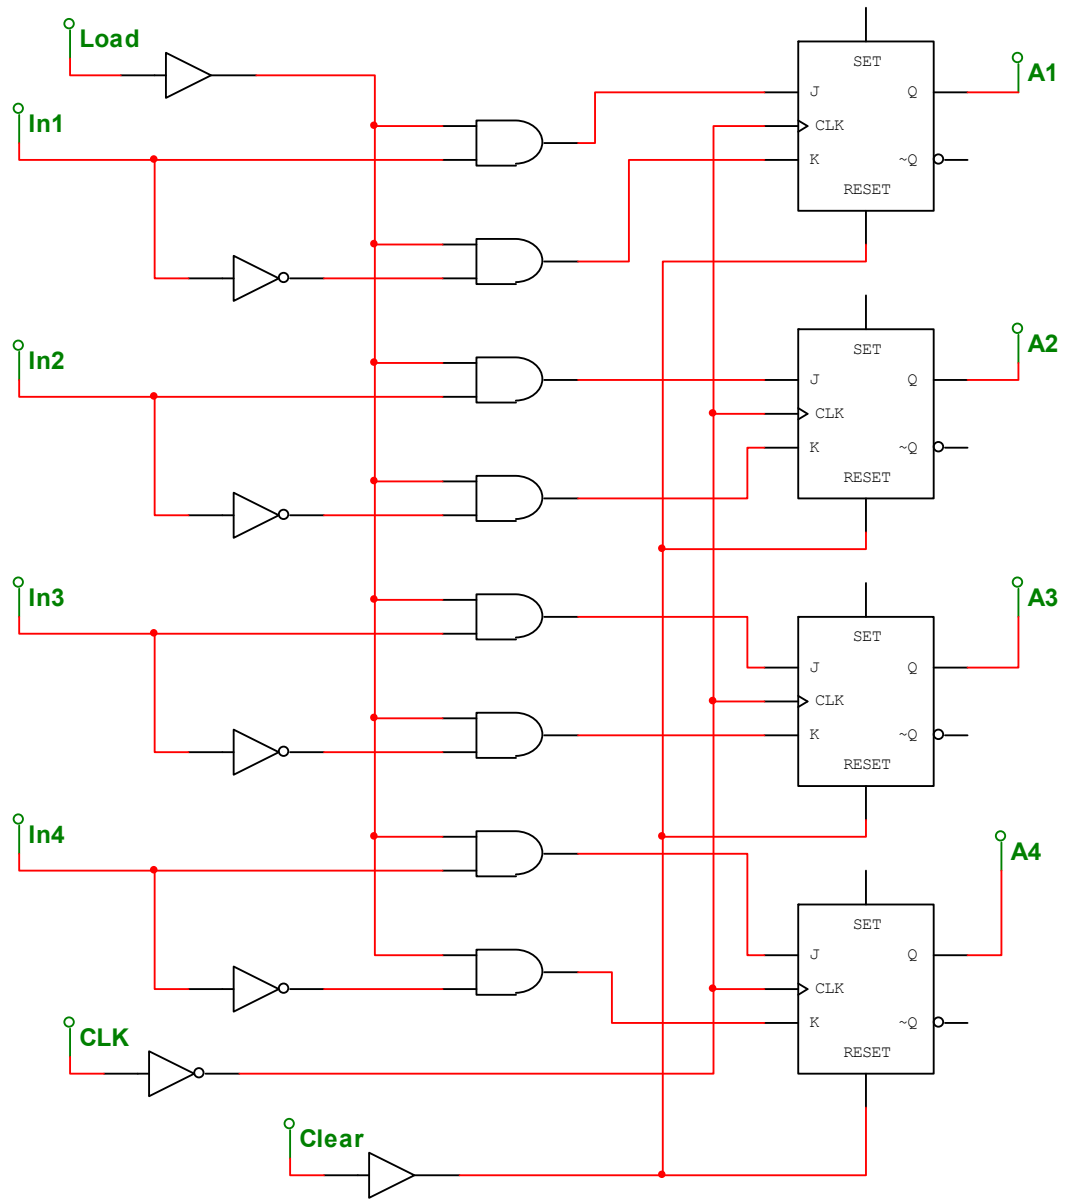 Load
In1
SET
J
Q
A1
CLK
K
~Q
RESET
In2
SET
J
Q
A2
CLK
K
~Q
RESET
In3
SET
J
Q
A3
CLK
K
~Q
RESET
In4
SET
J
Q
A4
CLK
K
~Q
RESET
CLK
Clear